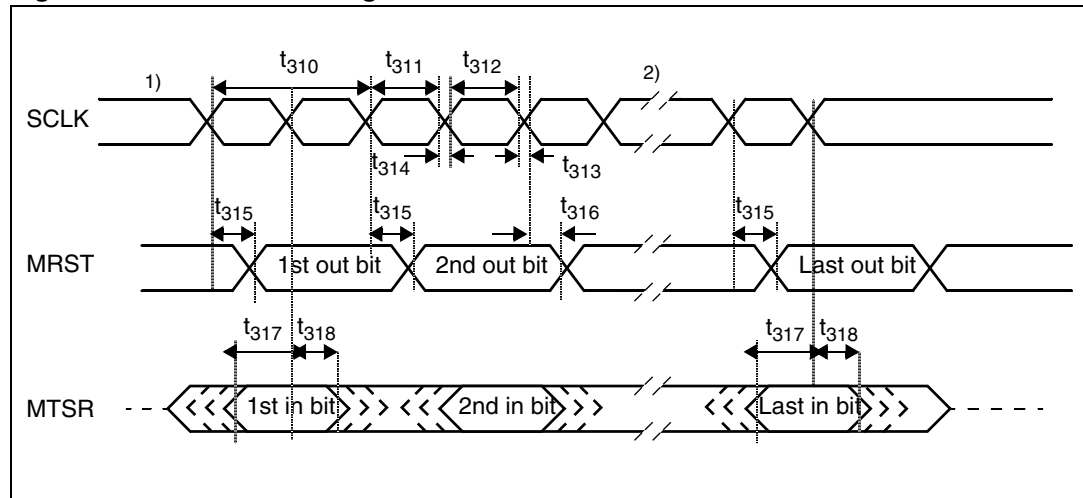 1)
t310
t311
t312
2)
SCLK
t314
t313
t315
t315
t316
t315
MRST
1st out bit
2nd out bit
Last out bit
t317
t318
t317
t318
MTSR
1st in bit
2nd in bit
Last in bit